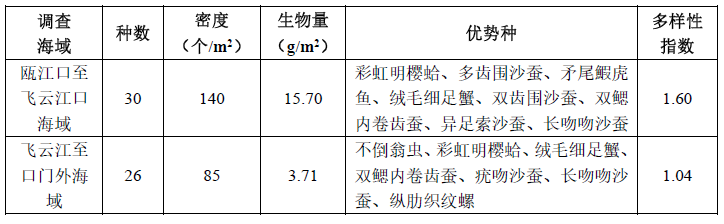 调查海域 种数 密度（个/m2） 生物量（g/m2） 优势种 多样性指数
瓯江口至飞云江口海域 30 140 15.70 彩虹明樱蛤、多齿围沙蚕、矛尾鰕虎鱼、绒毛细足蟹、双齿围沙蚕、双鳃内卷齿蚕、异足索沙蚕、长吻吻沙蚕 1.60
飞云江至口门外海域 26 85 3.71 不倒翁虫、彩虹明樱蛤、绒毛细足蟹、双鳃内卷齿蚕、疣吻沙蚕、长吻吻沙蚕、纵肋织纹螺 1.04